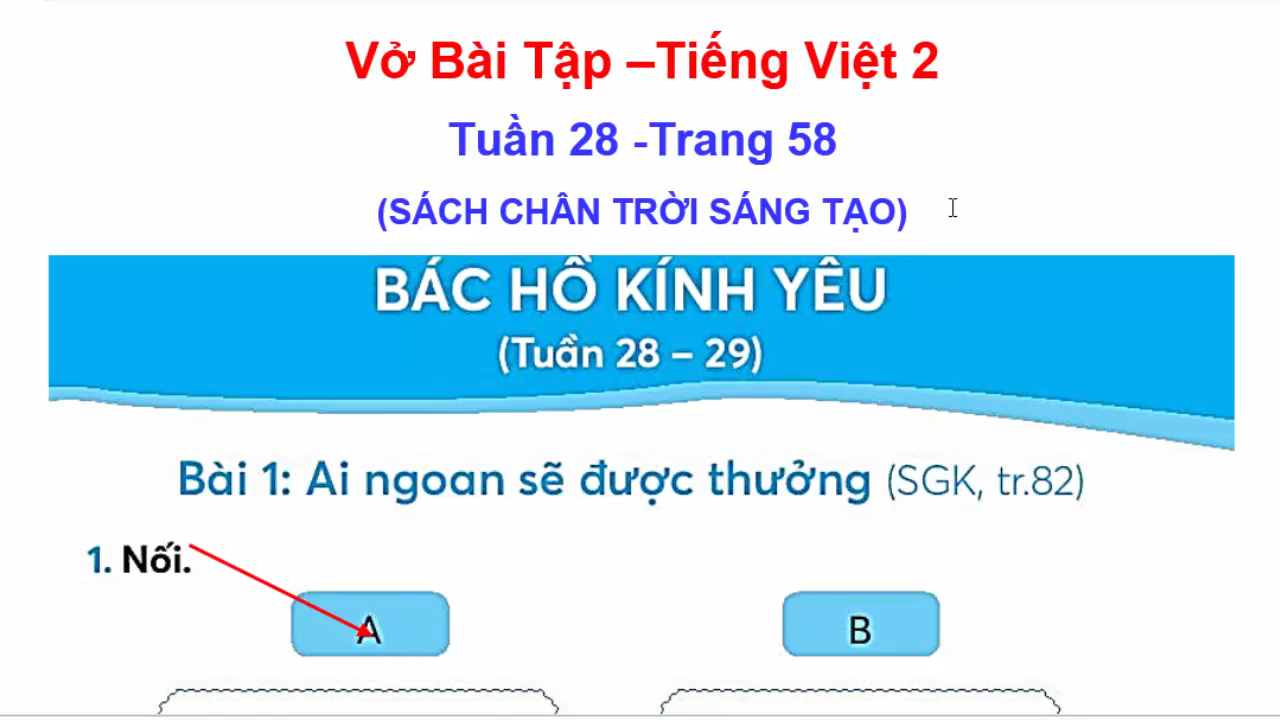 Vở Bài Tập –Tiếng Việt 2
Tuần 28 -Trang 58
(SÁCH CHÂN TRỜI SÁNG TẠO)
BÁC HỒ KÍNH YÊU
(Tuần 28 – 29)
Bài 1: Ai ngoan sẽ được thưởng (SGK, tr.82)
1. Nối.
A B